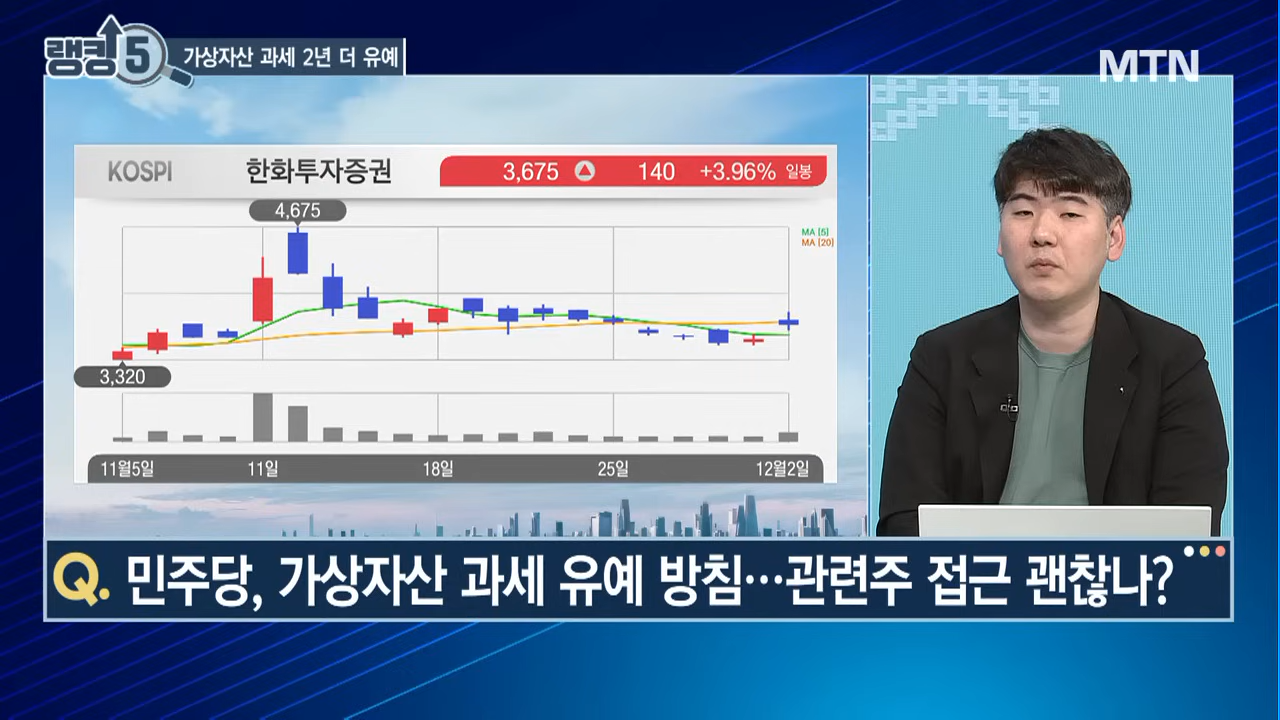 랭킹 5 가상자산 과세 2년 더 유예
MTN
KOSPI 한화투자증권 3,675 140 +3.96% 일봉
4,675
MA [5]
MA [20]
3,320
11월5일 11일 18일 25일 12월2일
Q. 민주당, 가상자산 과세 유예 방침…관련주 접근 괜찮나?